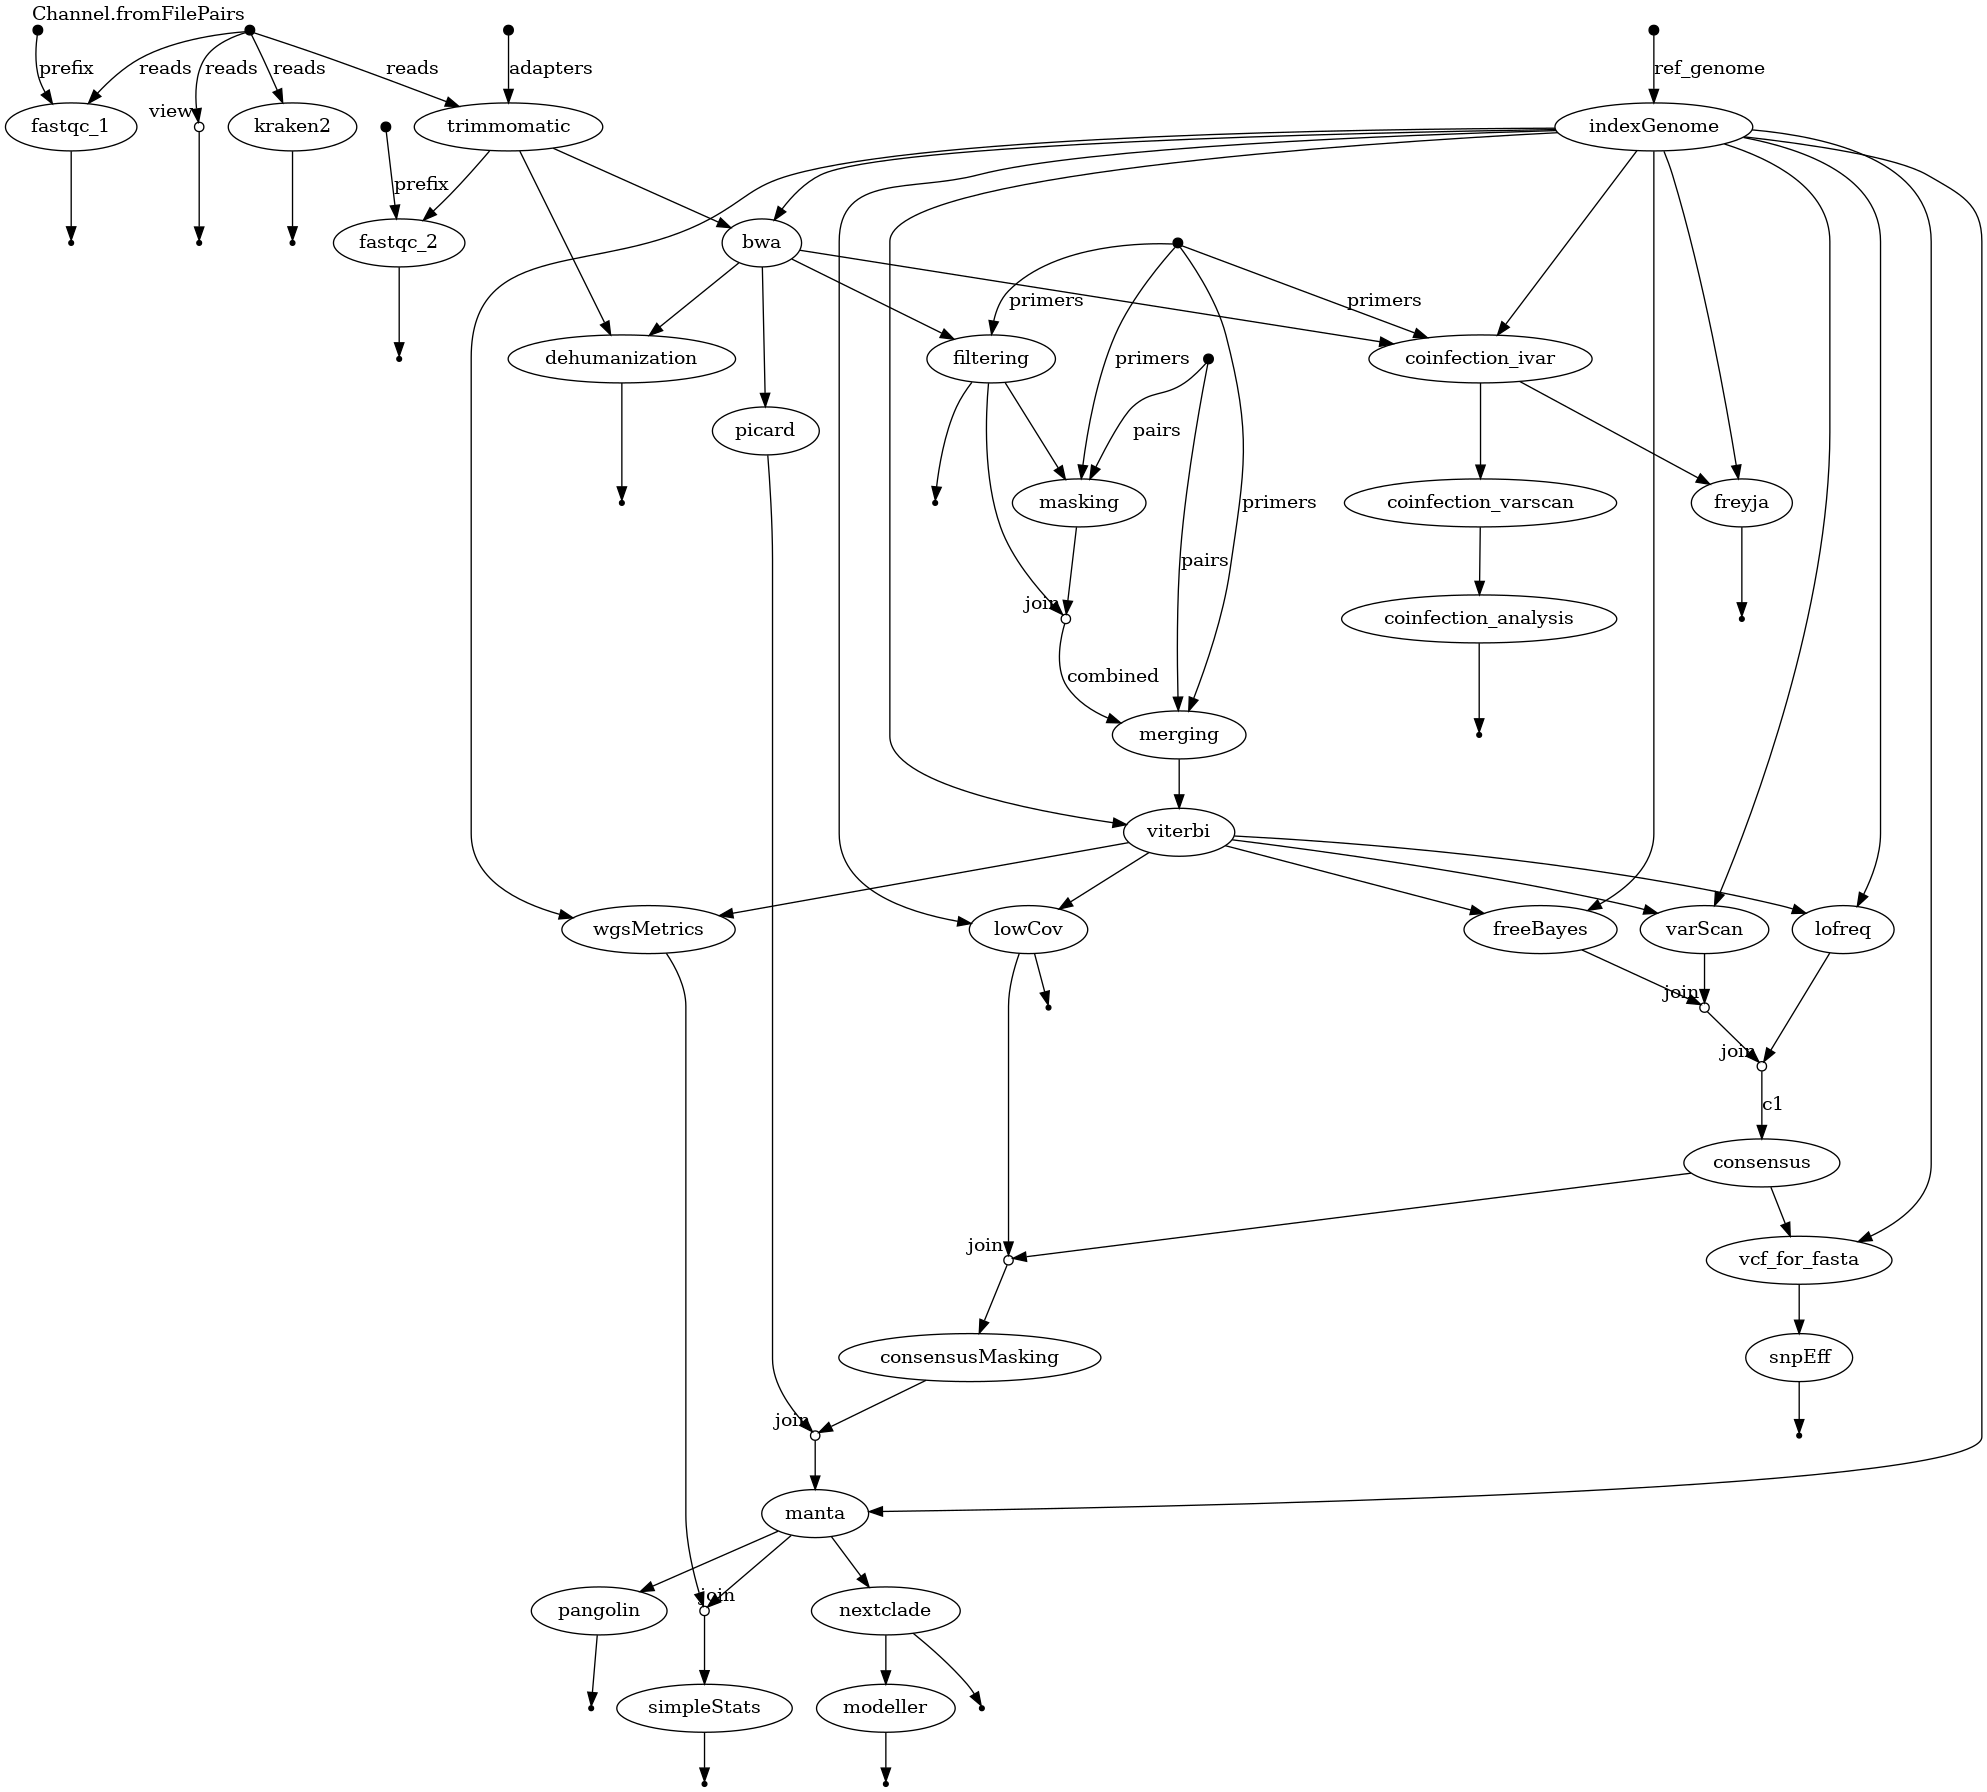 Channel.fromFilePairs
prefix
reads
reads
reads
reads
adapters
ref_genome
view
fastqc_1
kraken2
trimmomatic
indexGenome
prefix
fastqc_2
bwa
primers
primers
dehumanization
filtering
primers
coinfection_ivar
picard
pairs
masking
primers
coinfection_varscan
freyja
pairs
join
coinfection_analysis
combined
merging
viterbi
wgsMetrics
lowCov
freeBayes
varScan
lofreq
join
join
c1
consensus
join
vcf_for_fasta
consensusMasking
snpEff
join
manta
join
pangolin
nextclade
simpleStats
modeller